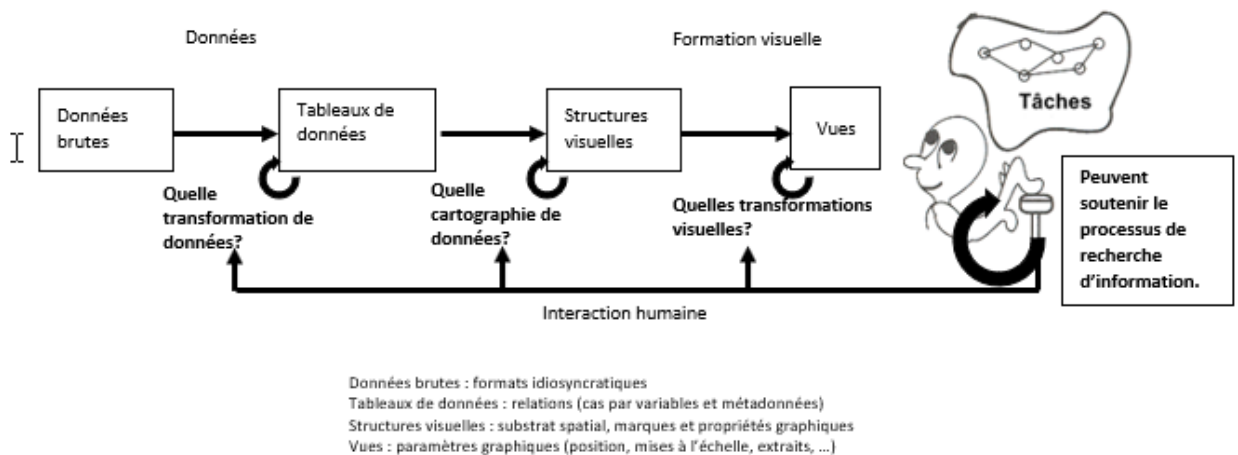 Données
Formation visuelle
Données
brutes
Tableaux de
données
Structures
visuelles
Vues
Tâches
Quelle
transformation de
données?
Quelle
cartographie de
données?
Quelles transformations
visuelles?
Peuvent
soutenir le
processus de
recherche
d'information.
Interaction humaine
Données brutes : formats idiosyncratiques
Tableaux de données : relations (cas par variables et métadonnées)
Structures visuelles : substrat spatial, marques et propriétés graphiques
Vues : paramètres graphiques (position, mises à l'échelle, extraits, ...)